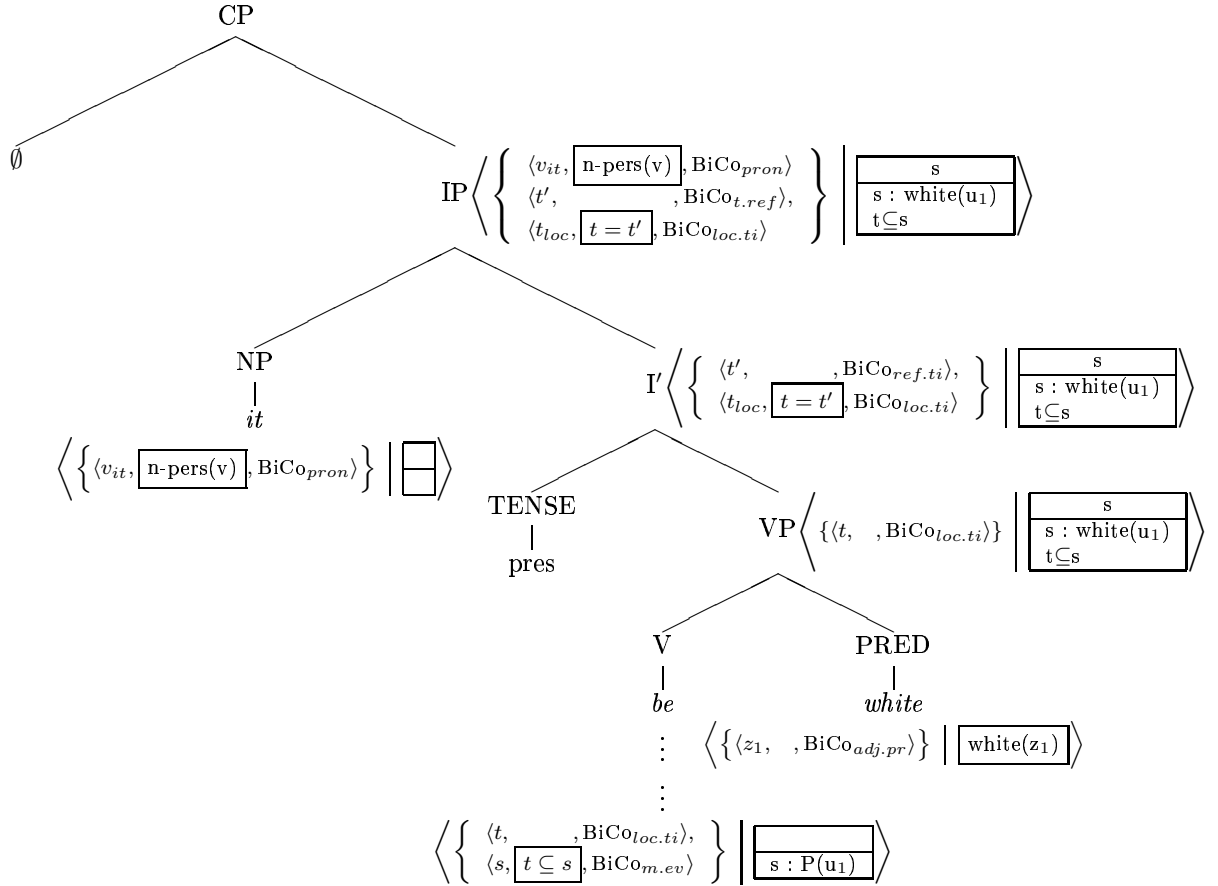 CP
∅
IP ⟨ { ⟨v_it, n-pers(v), BiCo_pron⟩ | s
⟨t′, , BiCo_t.ref⟩, s : white(u₁)
⟨t_loc, t = t′, BiCo_loc.ti⟩ } t⊆s ⟩
NP
it
⟨ {⟨v_it, n-pers(v), BiCo_pron⟩} | ⟩
I′ ⟨ { ⟨t′, , BiCo_ref.ti⟩, | s
⟨t_loc, t = t′, BiCo_loc.ti⟩ } s : white(u₁)
t⊆s ⟩
TENSE
pres
VP ⟨ {⟨t, , BiCo_loc.ti⟩} | s
s : white(u₁)
t⊆s ⟩
V
be
PRED
white
⟨ {⟨z₁, , BiCo_adj.pr⟩} | white(z₁) ⟩
⋮
⋮
⟨ { ⟨t, , BiCo_loc.ti⟩,
⟨s, t ⊆ s, BiCo_m.ev⟩ } | s : P(u₁) ⟩